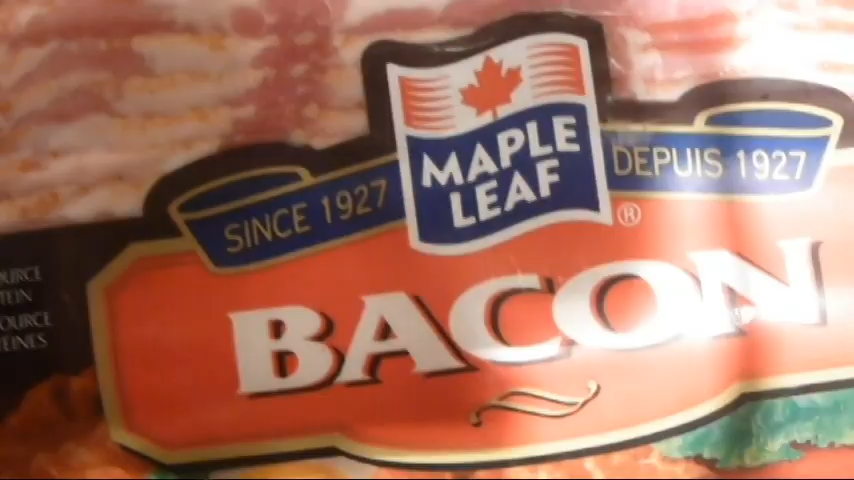 MAPLE
LEAF
SINCE 1927
DEPUIS 1927
®
BACON